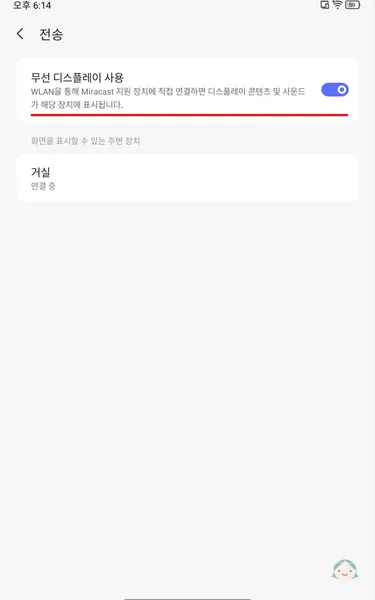 오후 6:14
전송
무선 디스플레이 사용
WLAN을 통해 Miracast 지원 장치에 직접 연결하면 디스플레이 콘텐츠 및 사운드
가 해당 장치에 표시됩니다.
화면을 표시할 수 있는 주변 장치
거실
연결 중